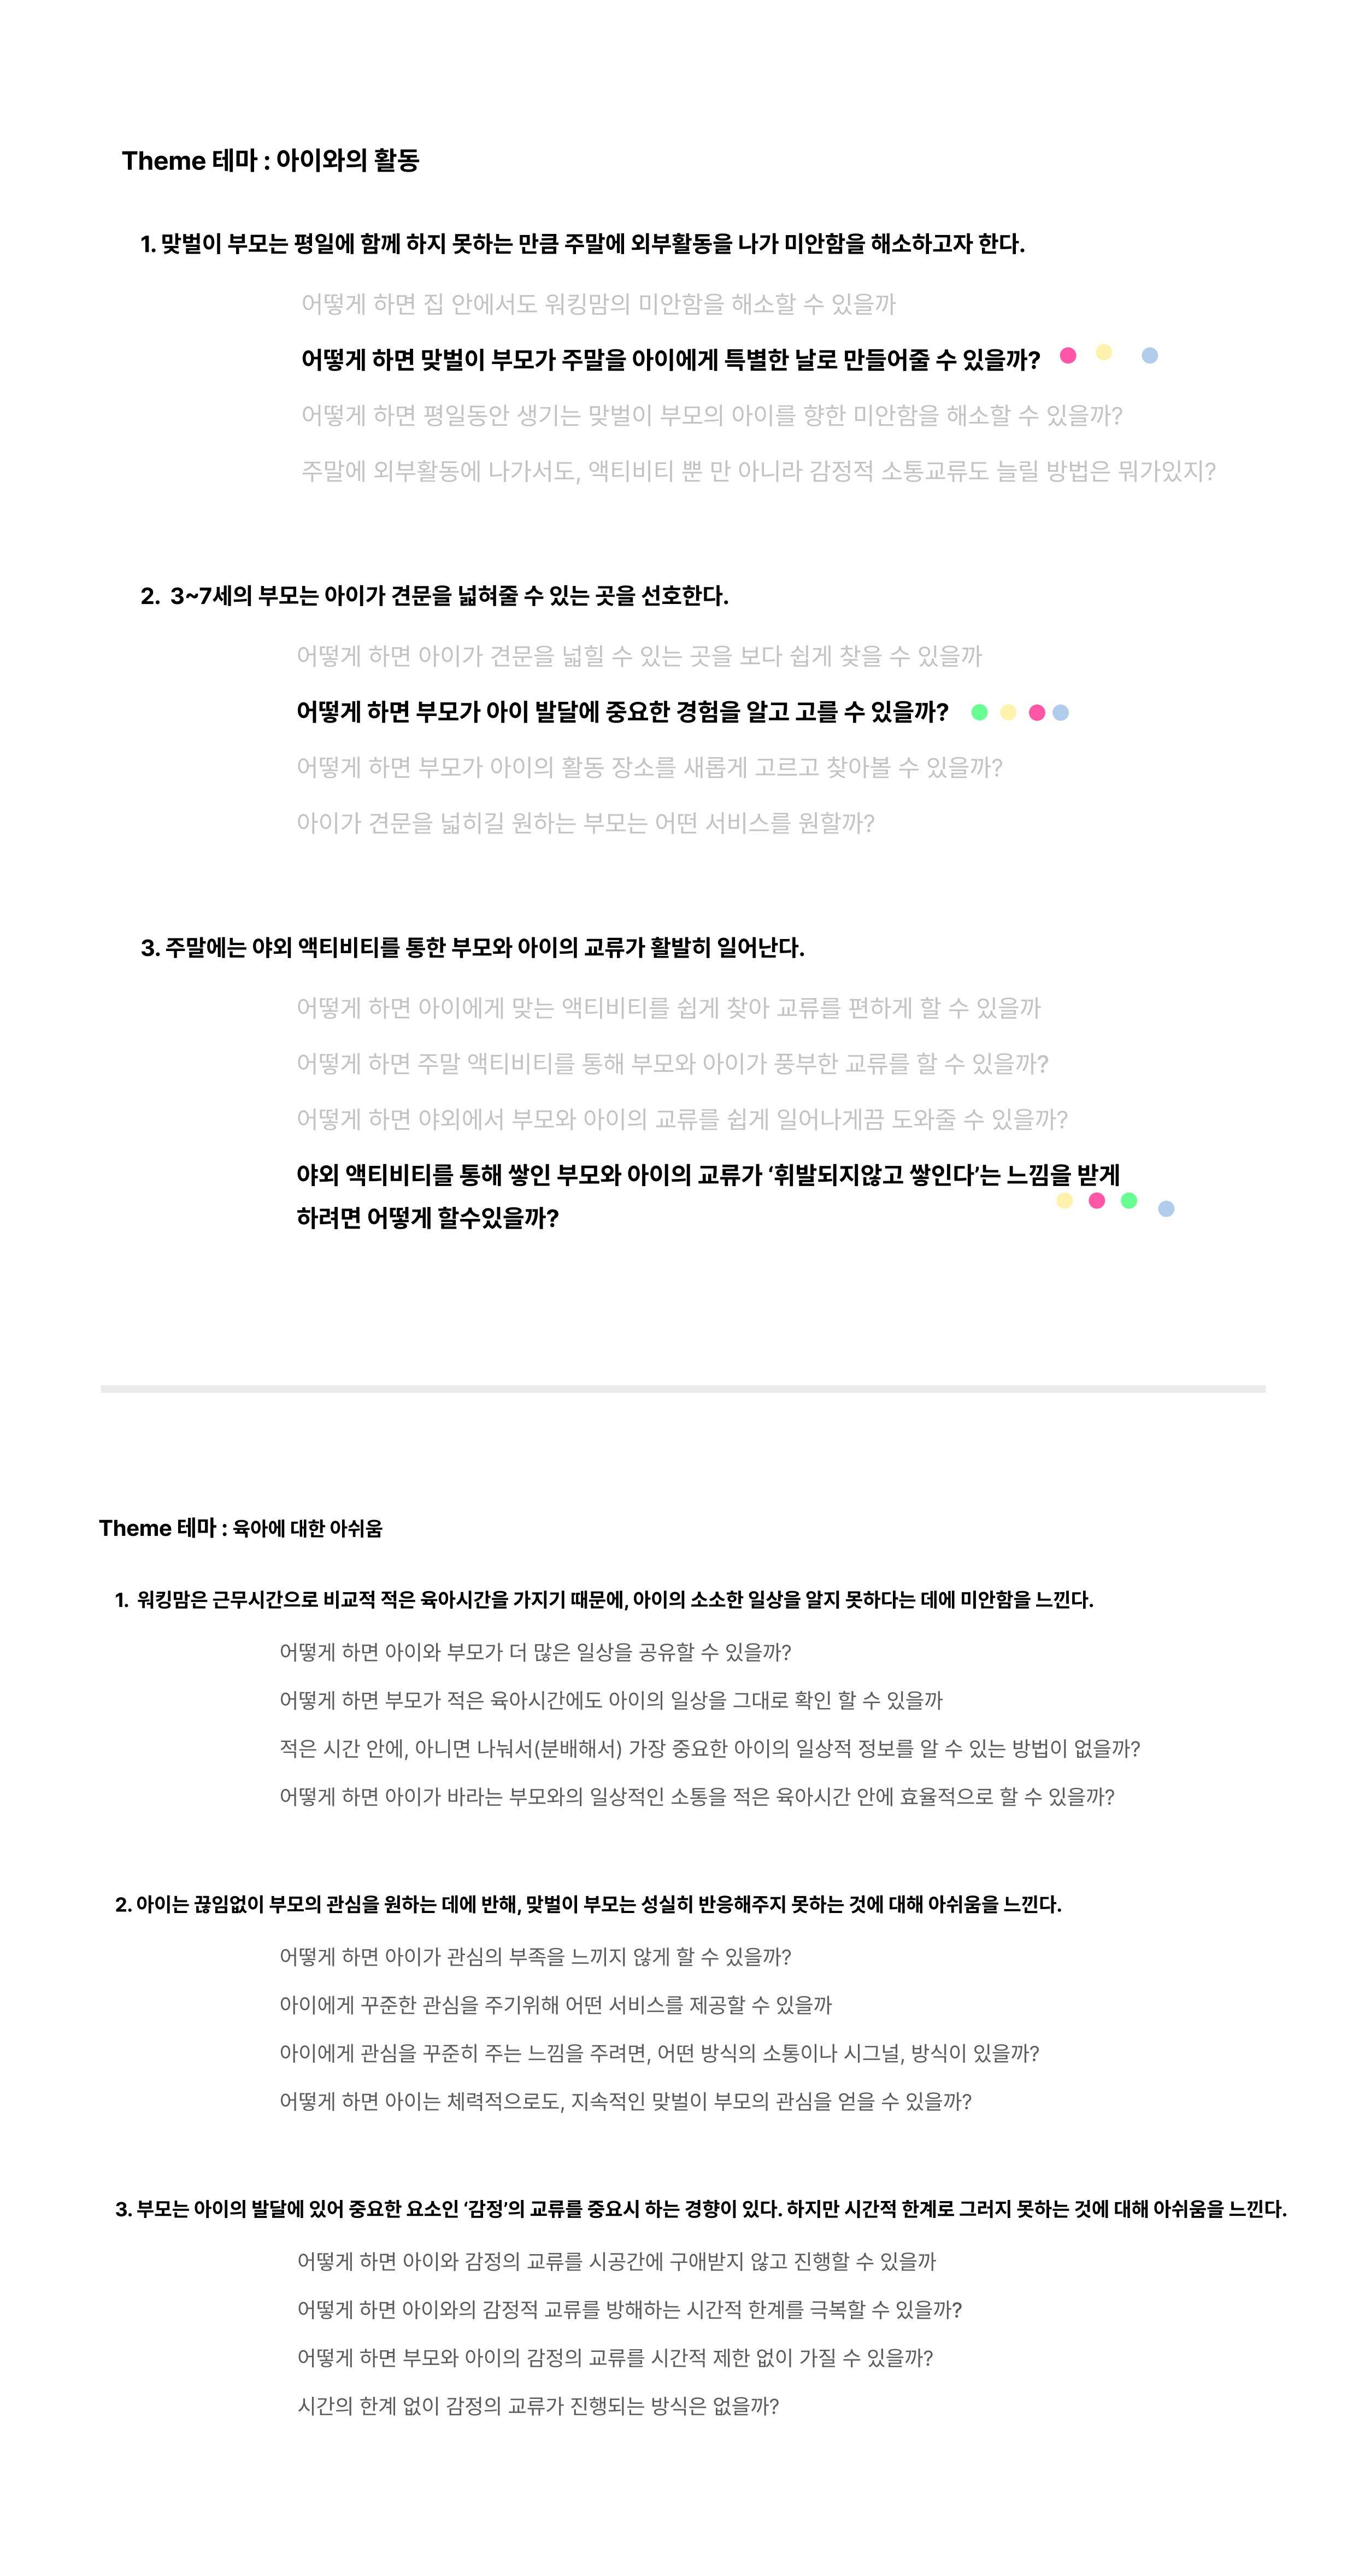 Theme 테마 : 아이와의 활동
1. 맞벌이 부모는 평일에 함께 하지 못하는 만큼 주말에 외부활동을 나가 미안함을 해소하고자 한다.
어떻게 하면 집 안에서도 워킹맘의 미안함을 해소할 수 있을까
어떻게 하면 맞벌이 부모가 주말을 아이에게 특별한 날로 만들어줄 수 있을까?
어떻게 하면 평일동안 생기는 맞벌이 부모의 아이를 향한 미안함을 해소할 수 있을까?
주말에 외부활동에 나가서도, 액티비티 뿐 만 아니라 감정적 소통교류도 늘릴 방법은 뭐가있지?
2. 3~7세의 부모는 아이가 견문을 넓혀줄 수 있는 곳을 선호한다.
어떻게 하면 아이가 견문을 넓힐 수 있는 곳을 보다 쉽게 찾을 수 있을까
어떻게 하면 부모가 아이 발달에 중요한 경험을 알고 고를 수 있을까?
어떻게 하면 부모가 아이의 활동 장소를 새롭게 고르고 찾아볼 수 있을까?
아이가 견문을 넓히길 원하는 부모는 어떤 서비스를 원할까?
3. 주말에는 야외 액티비티를 통한 부모와 아이의 교류가 활발히 일어난다.
어떻게 하면 아이에게 맞는 액티비티를 쉽게 찾아 교류를 편하게 할 수 있을까
어떻게 하면 주말 액티비티를 통해 부모와 아이가 풍부한 교류를 할 수 있을까?
어떻게 하면 야외에서 부모와 아이의 교류를 쉽게 일어나게끔 도와줄 수 있을까?
야외 액티비티를 통해 쌓인 부모와 아이의 교류가 ‘휘발되지않고 쌓인다’는 느낌을 받게
하려면 어떻게 할수있을까?
Theme 테마 : 육아에 대한 아쉬움
1. 워킹맘은 근무시간으로 비교적 적은 육아시간을 가지기 때문에, 아이의 소소한 일상을 알지 못하다는 데에 미안함을 느낀다.
어떻게 하면 아이와 부모가 더 많은 일상을 공유할 수 있을까?
어떻게 하면 부모가 적은 육아시간에도 아이의 일상을 그대로 확인 할 수 있을까
적은 시간 안에, 아니면 나눠서(분배해서) 가장 중요한 아이의 일상적 정보를 알 수 있는 방법이 없을까?
어떻게 하면 아이가 바라는 부모와의 일상적인 소통을 적은 육아시간 안에 효율적으로 할 수 있을까?
2. 아이는 끊임없이 부모의 관심을 원하는 데에 반해, 맞벌이 부모는 성실히 반응해주지 못하는 것에 대해 아쉬움을 느낀다.
어떻게 하면 아이가 관심의 부족을 느끼지 않게 할 수 있을까?
아이에게 꾸준한 관심을 주기위해 어떤 서비스를 제공할 수 있을까
아이에게 관심을 꾸준히 주는 느낌을 주려면, 어떤 방식의 소통이나 시그널, 방식이 있을까?
어떻게 하면 아이는 체력적으로도, 지속적인 맞벌이 부모의 관심을 얻을 수 있을까?
3. 부모는 아이의 발달에 있어 중요한 요소인 ‘감정’의 교류를 중요시 하는 경향이 있다. 하지만 시간적 한계로 그러지 못하는 것에 대해 아쉬움을 느낀다.
어떻게 하면 아이와 감정의 교류를 시공간에 구애받지 않고 진행할 수 있을까
어떻게 하면 아이와의 감정적 교류를 방해하는 시간적 한계를 극복할 수 있을까?
어떻게 하면 부모와 아이의 감정의 교류를 시간적 제한 없이 가질 수 있을까?
시간의 한계 없이 감정의 교류가 진행되는 방식은 없을까?